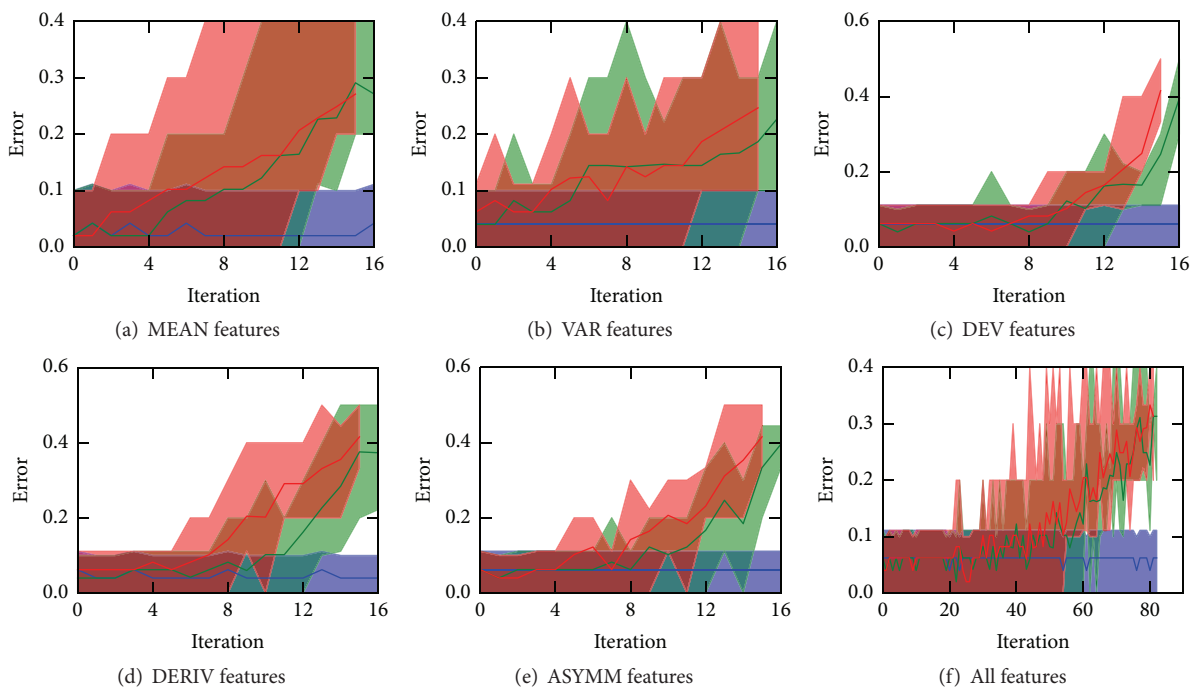 0.4
0.3
0.2
0.1
0.0
Error
0 4 8 12 16
Iteration
(a) MEAN features
0.4
0.3
0.2
0.1
0.0
Error
0 4 8 12 16
Iteration
(b) VAR features
0.6
0.4
0.2
0.0
Error
0 4 8 12 16
Iteration
(c) DEV features
0.6
0.4
0.2
0.0
Error
0 4 8 12 16
Iteration
(d) DERIV features
0.6
0.4
0.2
0.0
Error
0 4 8 12 16
Iteration
(e) ASYMM features
0.4
0.3
0.2
0.1
0.0
Error
0 20 40 60 80
Iteration
(f) All features